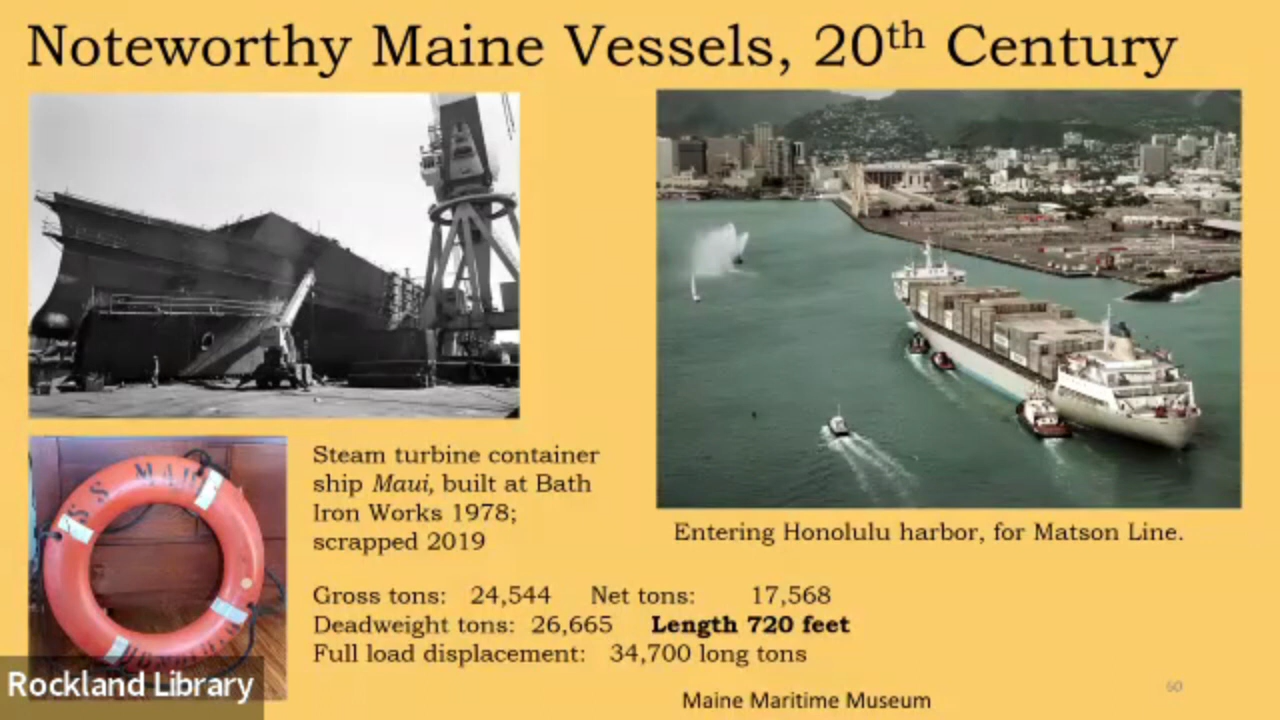 Noteworthy Maine Vessels, 20th Century
S S MAUI
Steam turbine container
ship Maui, built at Bath
Iron Works 1978;
scrapped 2019
Entering Honolulu harbor, for Matson Line.
Gross tons: 24,544 Net tons: 17,568
Deadweight tons: 26,665 Length 720 feet
Full load displacement: 34,700 long tons
Rockland Library
Maine Maritime Museum
60